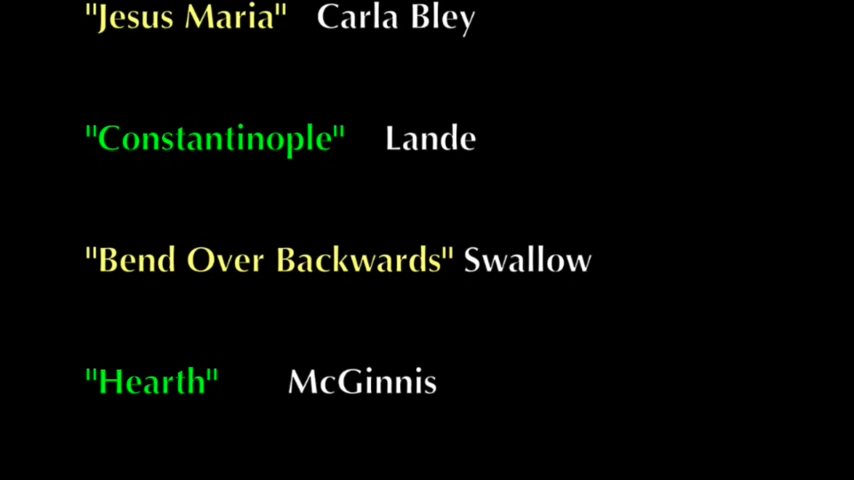 "Jesus Maria" Carla Bley
"Constantinople" Lande
"Bend Over Backwards" Swallow
"Hearth" McGinnis